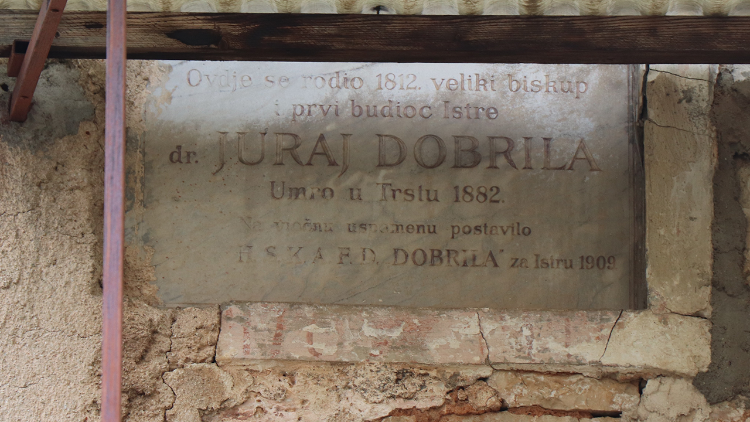 Ovdje se rodio 1812. veliki biskup
i prvi budioc Istre
dr. JURAJ DOBRILA
Umro u Trstu 1882.
Na vječnu uspomenu postavilo
H. S. K. A. F. D. DOBRILA" za Istru 1909